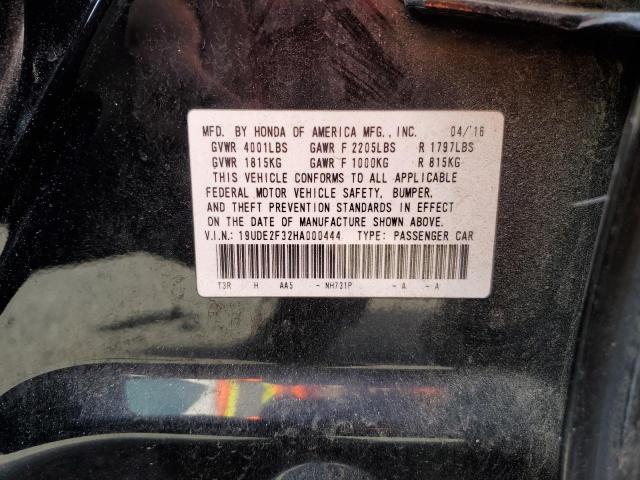 MFD. BY HONDA OF AMERICA MFG., INC. 04/'16
GVWR 4001LBS GAWR F 2205LBS R 1797LBS
GVWR 1815KG GAWR F 1000KG R 815KG
THIS VEHICLE CONFORMS TO ALL APPLICABLE
FEDERAL MOTOR VEHICLE SAFETY, BUMPER,
AND THEFT PREVENTION STANDARDS IN EFFECT
ON THE DATE OF MANUFACTURE SHOWN ABOVE.
V.I.N.: 19UDE2F32HA000444 TYPE: PASSENGER CAR
T3R H AA5 - NH731P - A - A